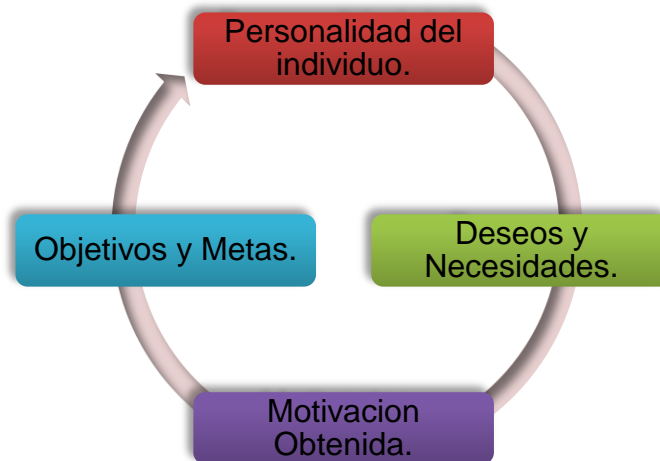 Personalidad del
individuo.
Deseos y
Necesidades.
Motivacion
Obtenida.
Objetivos y Metas.